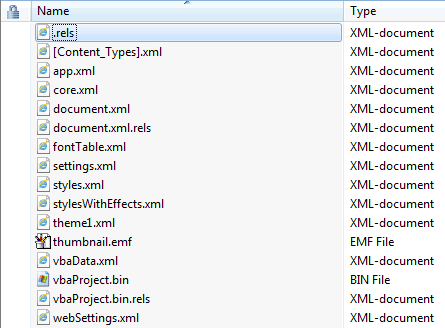 Name Type
.rels XML-document
[Content_Types].xml XML-document
app.xml XML-document
core.xml XML-document
document.xml XML-document
document.xml.rels XML-document
fontTable.xml XML-document
settings.xml XML-document
styles.xml XML-document
stylesWithEffects.xml XML-document
theme1.xml XML-document
thumbnail.emf EMF File
vbaData.xml XML-document
vbaProject.bin BIN File
vbaProject.bin.rels XML-document
webSettings.xml XML-document